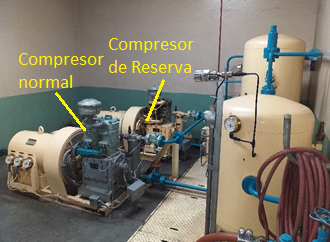 Compresor
normal
Compresor
de Reserva